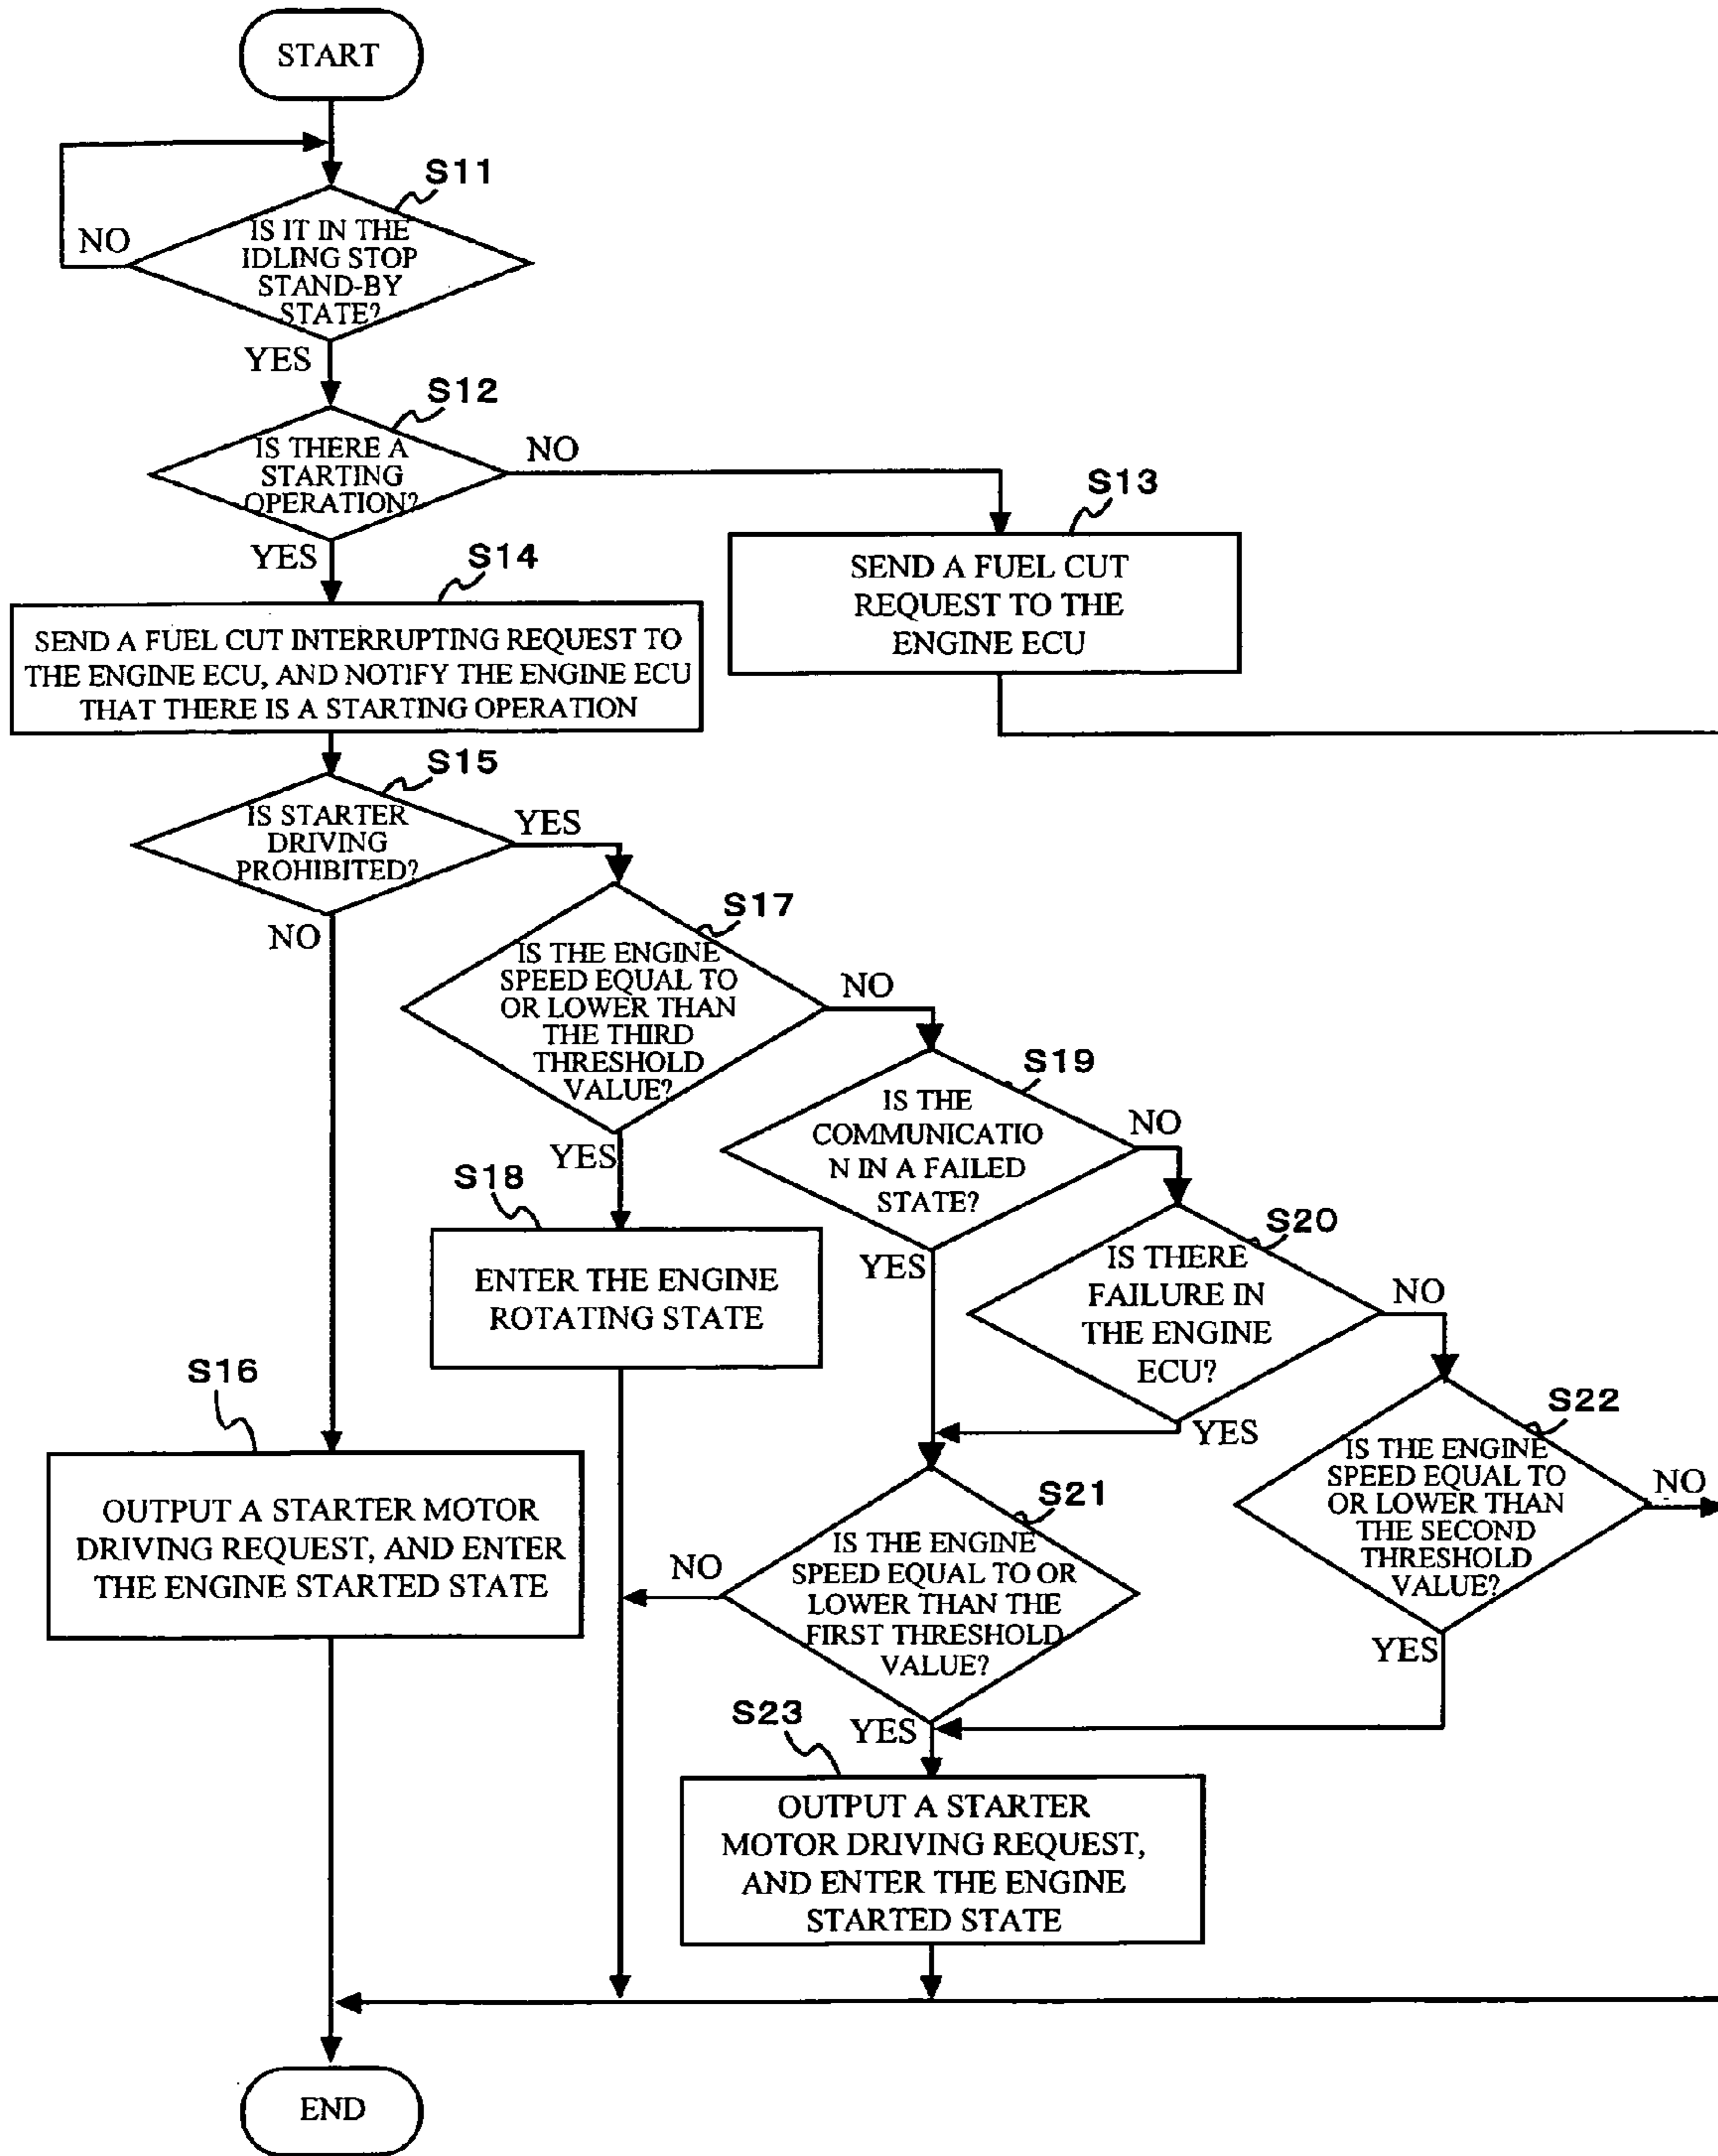 START
S11
IS IT IN THE
IDLING STOP
STAND-BY
STATE?
NO
YES
S12
IS THERE A
STARTING
OPERATION?
NO
YES
S13
SEND A FUEL CUT
REQUEST TO THE
ENGINE ECU
S14
SEND A FUEL CUT INTERRUPTING REQUEST TO
THE ENGINE ECU, AND NOTIFY THE ENGINE ECU
THAT THERE IS A STARTING OPERATION
S15
IS STARTER
DRIVING
PROHIBITED?
YES
NO
S17
IS THE ENGINE
SPEED EQUAL TO
OR LOWER THAN
THE THIRD
THRESHOLD
VALUE?
NO
YES
S18
ENTER THE ENGINE
ROTATING STATE
S19
IS THE
COMMUNICATIO
N IN A FAILED
STATE?
NO
YES
S20
IS THERE
FAILURE IN
THE ENGINE
ECU?
NO
YES
S16
OUTPUT A STARTER MOTOR
DRIVING REQUEST, AND ENTER
THE ENGINE STARTED STATE
S22
IS THE ENGINE
SPEED EQUAL TO
OR LOWER THAN
THE SECOND
THRESHOLD
VALUE?
NO
YES
S21
IS THE ENGINE
SPEED EQUAL TO OR
LOWER THAN THE
FIRST THRESHOLD
VALUE?
NO
YES
S23
OUTPUT A STARTER
MOTOR DRIVING REQUEST,
AND ENTER THE ENGINE
STARTED STATE
END